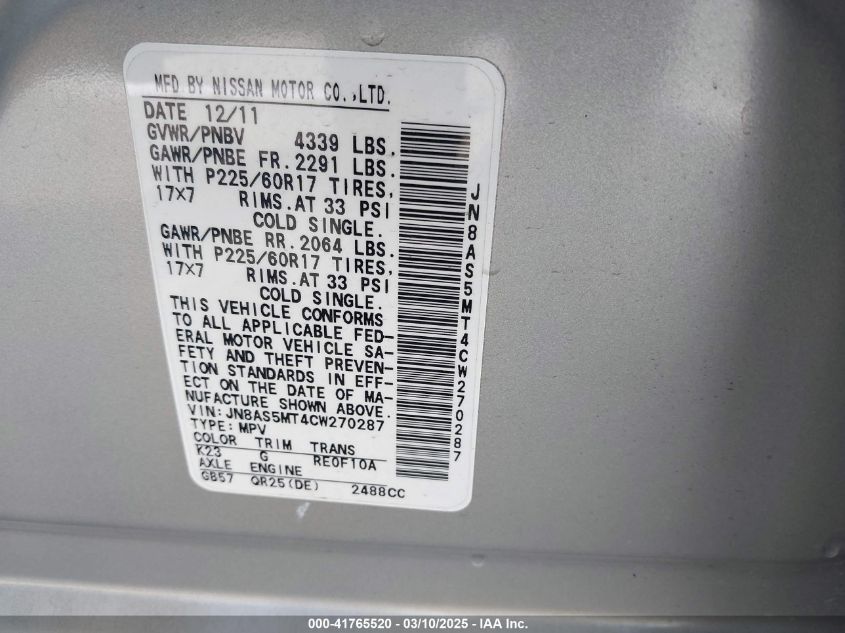 MFD BY NISSAN MOTOR CO.,LTD.
DATE 12/11
GVWR/PNBV 4339 LBS.
GAWR/PNBE FR.2291 LBS.
WITH P225/60R17 TIRES,
17X7 RIMS.AT 33 PSI
COLD SINGLE.
GAWR/PNBE RR.2064 LBS.
WITH P225/60R17 TIRES,
17X7 RIMS.AT 33 PSI
COLD SINGLE.
THIS VEHICLE CONFORMS
TO ALL APPLICABLE FED-
ERAL MOTOR VEHICLE SA-
FETY AND THEFT PREVEN-
TION STANDARDS IN EFF-
ECT ON THE DATE OF MA-
NUFACTURE SHOWN ABOVE.
VIN:JN8AS5MT4CW270287
TYPE:MPV
COLOR TRIM TRANS
K23 G RE0F10A
AXLE ENGINE
GB57 QR25(DE) 2488CC
JN8AS5MT4CW270287
000-41765520 - 03/10/2025 - IAA Inc.